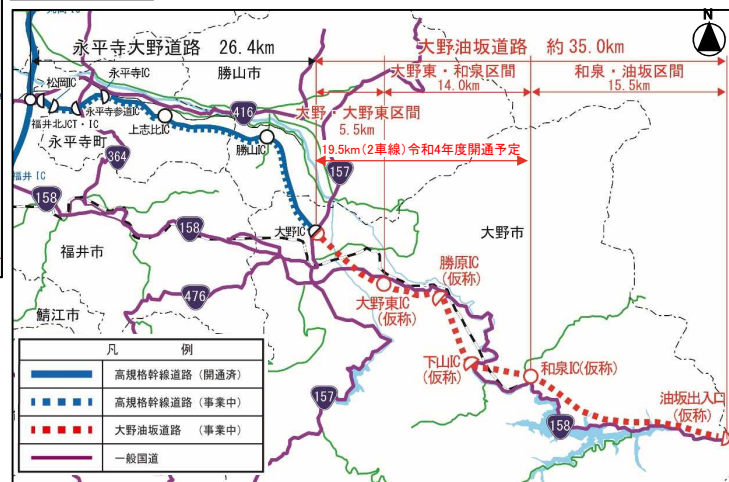 永平寺大野道路 26.4km
大野油坂道路 約35.0km
N
大野東・和泉区間
14.0km
和泉・油坂区間
15.5km
大野・大野東区間
5.5km
19.5km(2車線)令和4年度開通予定
松岡IC
永平寺IC
勝山市
416
永平寺参道IC
福井北JCT・IC
上志比IC
永平寺町
364
勝山IC
157
福井IC
158
158
大野IC
大野市
福井市
476
勝原IC
(仮称)
大野東IC
(仮称)
鯖江市
下山IC
(仮称)
和泉IC(仮称)
油坂出入口
(仮称)
157
158
凡 例
高規格幹線道路(開通済)
高規格幹線道路(事業中)
大野油坂道路 (事業中)
一般国道